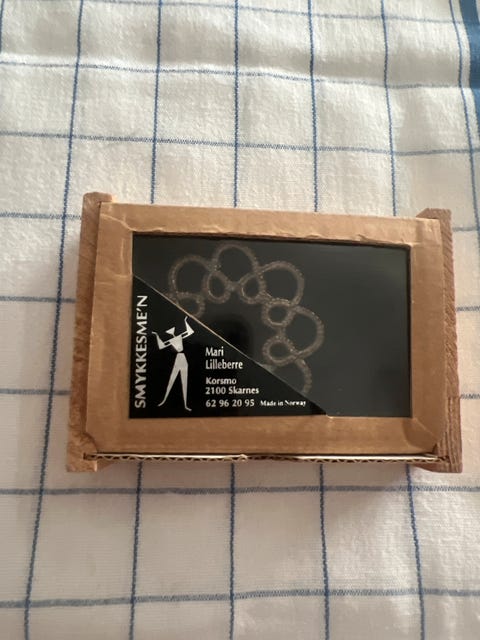 SMYKKESME'N
Mari
Lilleberre
Korsmo
2100 Skarnes
62 96 20 95 Made in Norway